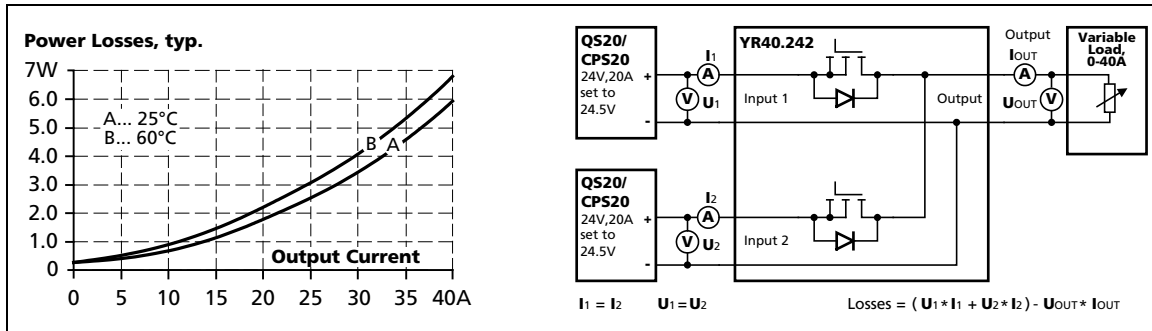 Power Losses, typ.
7W
6.0
5.0
4.0
3.0
2.0
1.0
0
A... 25°C
B... 60°C
B
A
Output Current
0
5
10
15
20
25
30
35
40A
QS20/
CPS20
24V,20A
set to
24.5V
+
-
I1
A
V
U1
YR40.242
Input 1
Output
Output
IOUT
A
UOUT
V
Variable
Load,
0-40A
QS20/
CPS20
24V,20A
set to
24.5V
+
-
I2
A
V
U2
Input 2
I1 = I2
U1 = U2
Losses = ( U1 * I1 + U2 * I2 ) - UOUT * IOUT